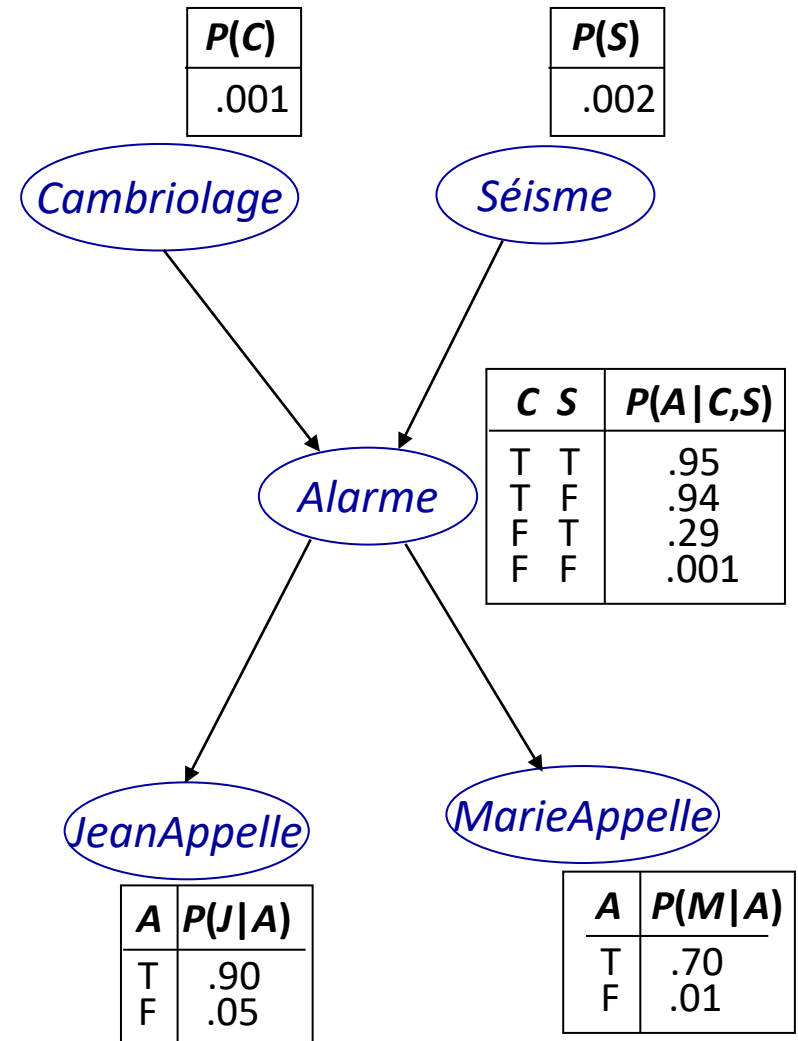 P(C)
.001
P(S)
.002
Cambriolage
Séisme
C S P(A|C,S)
T T .95
T F .94
F T .29
F F .001
Alarme
JeanAppelle
MarieAppelle
A P(J|A)
T .90
F .05
A P(M|A)
T .70
F .01